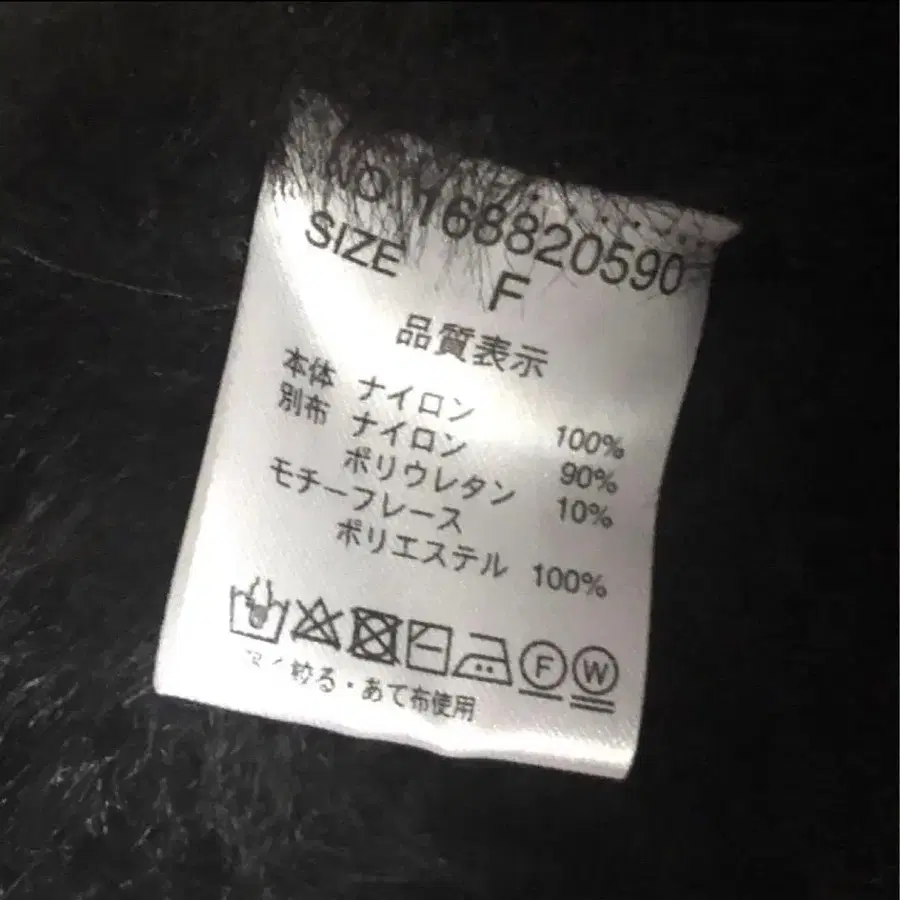 NO. 168820590
SIZE F
品質表示
本体 ナイロン 100%
別布 ナイロン 90%
ポリウレタン 10%
モチーフレース
ポリエステル 100%
F W
絞る・あて布使用